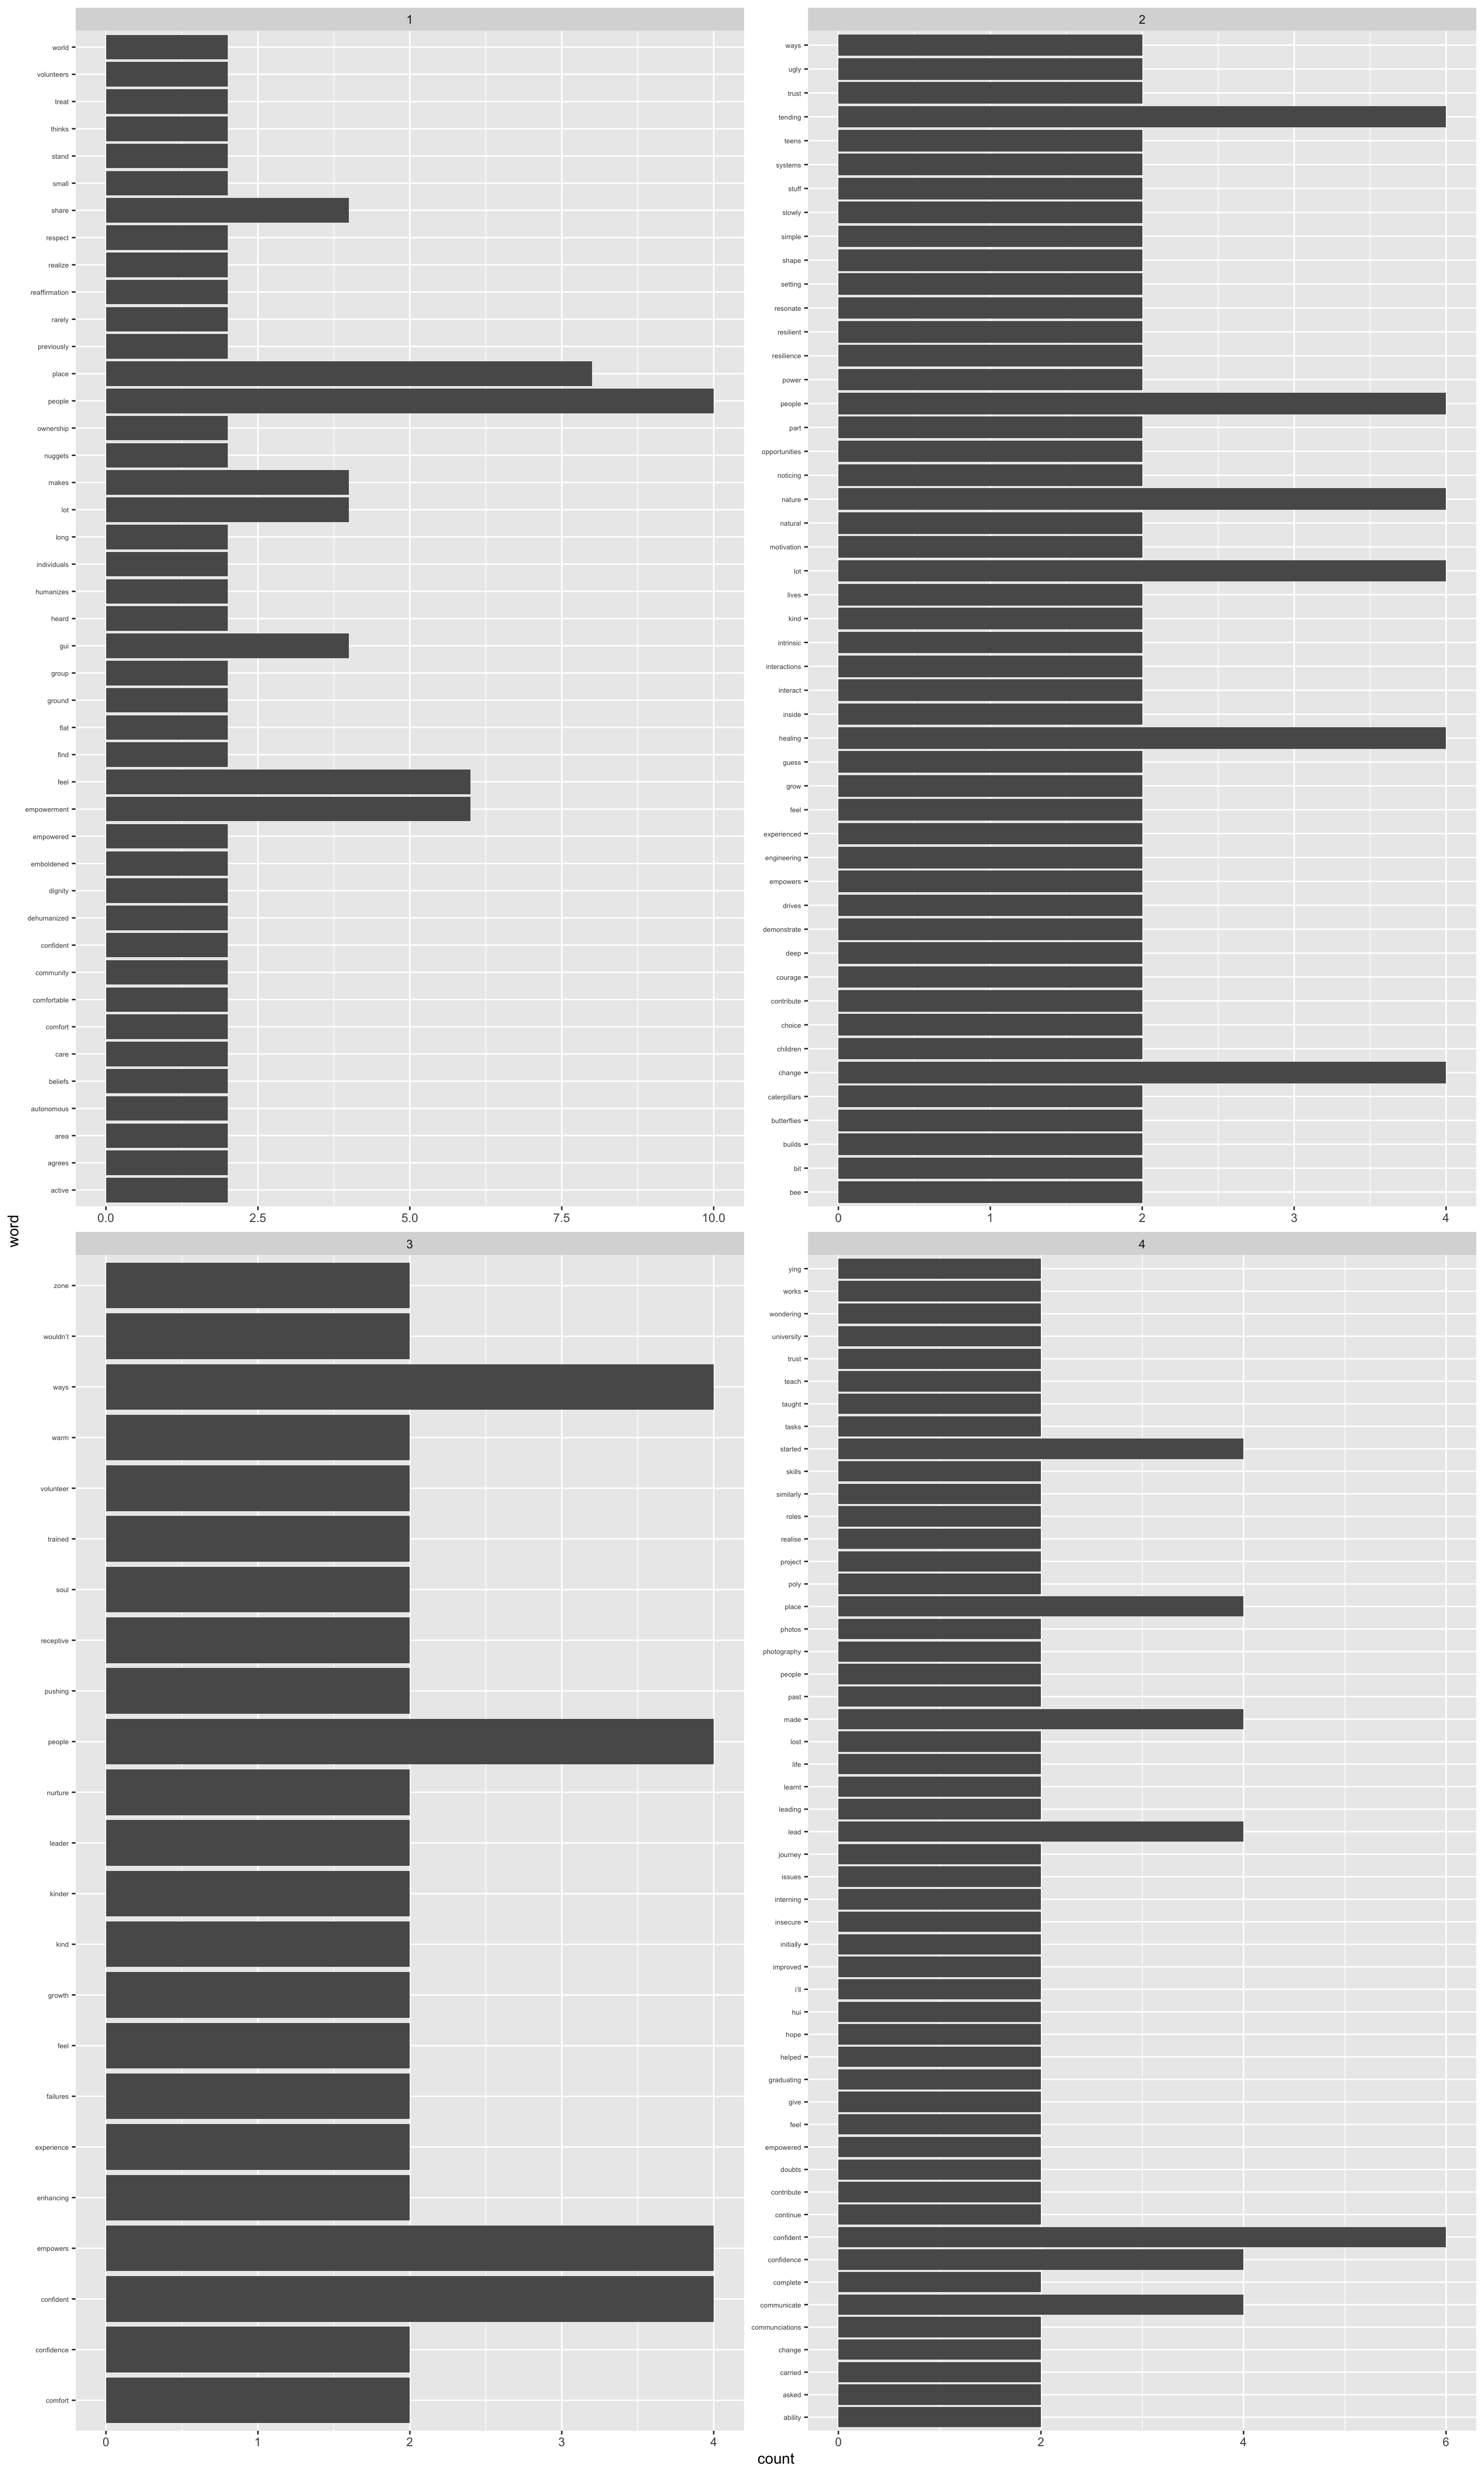 word
1
world
volunteers
treat
thinks
stand
small
share
respect
realize
reaffirmation
rarely
previously
place
people
ownership
nuggets
makes
lot
long
individuals
humanizes
heard
gui
group
ground
flat
find
feel
empowerment
empowered
emboldened
dignity
dehumanized
confident
community
comfortable
comfort
care
beliefs
autonomous
area
agrees
active
0.0 2.5 5.0 7.5 10.0
2
ways
ugly
trust
tending
teens
systems
stuff
slowly
simple
shape
setting
resonate
resilient
resilience
power
people
part
opportunities
noticing
nature
natural
motivation
lot
lives
kind
intrinsic
interactions
interact
inside
healing
guess
grow
feel
experienced
engineering
empowers
drives
demonstrate
deep
courage
contribute
choice
children
change
caterpillars
butterflies
builds
bit
bee
0 1 2 3 4
3
zone
wouldn't
ways
warm
volunteer
trained
soul
receptive
pushing
people
nurture
leader
kinder
kind
growth
feel
failures
experience
enhancing
empowers
confident
confidence
comfort
0 1 2 3 4
4
ying
works
wondering
university
trust
teach
taught
tasks
started
skills
similarly
roles
realise
project
poly
place
photos
photography
people
past
made
lost
life
learnt
leading
lead
journey
issues
interning
insecure
initially
improved
i'll
hui
hope
helped
graduating
give
feel
empowered
doubts
contribute
continue
confident
confidence
complete
communicate
communciations
change
carried
asked
ability
0 2 4 6
count